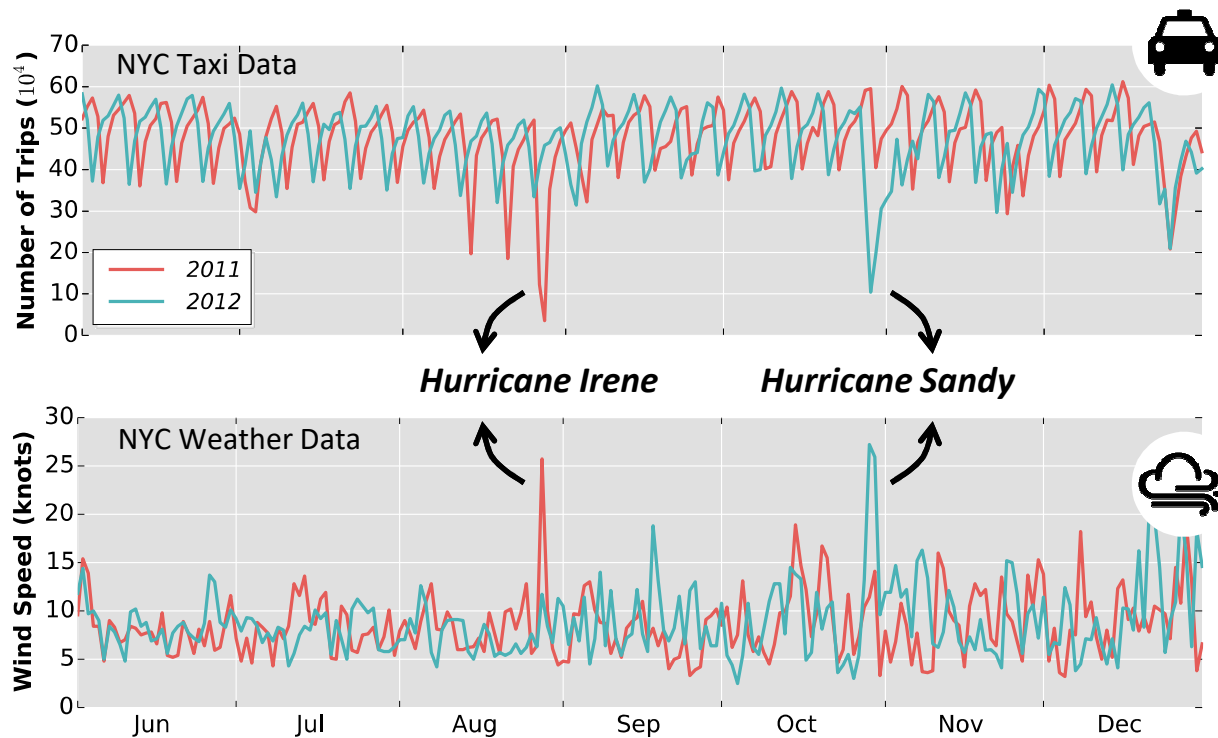 NYC Taxi Data
Number of Trips (10⁴)
70
60
50
40
30
20
10
0
2011
2012
Hurricane Irene
Hurricane Sandy
NYC Weather Data
Wind Speed (knots)
30
25
20
15
10
5
0
Jun Jul Aug Sep Oct Nov Dec